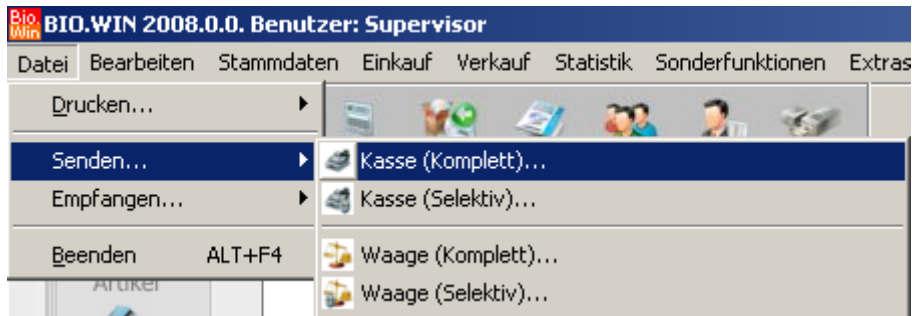 Bio. Win BIO.WIN 2008.0.0. Benutzer: Supervisor
Datei Bearbeiten Stammdaten Einkauf Verkauf Statistik Sonderfunktionen Extras
Drucken...
Senden...
Kasse (Komplett)...
Empfangen...
Kasse (Selektiv)...
Beenden ALT+F4
Waage (Komplett)...
Artikel
Waage (Selektiv)...